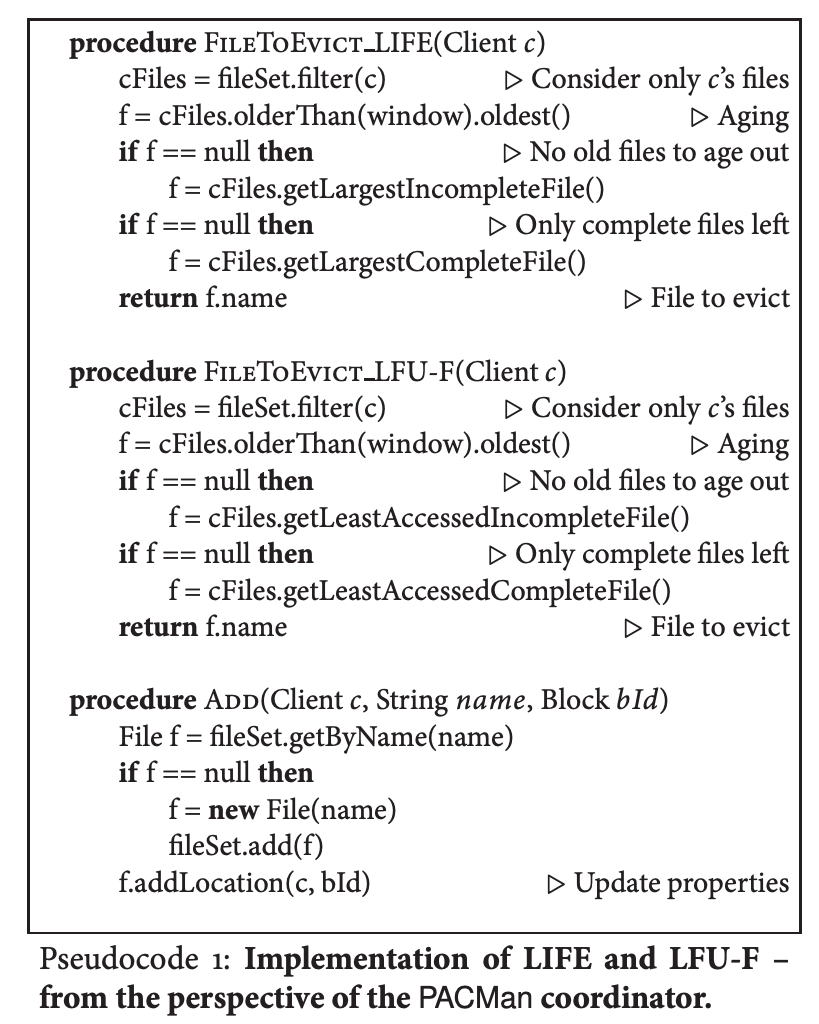 procedure FILETOEVICT_LIFE(Client c)
cFiles = fileSet.filter(c) ▷ Consider only c's files
f = cFiles.olderThan(window).oldest() ▷ Aging
if f == null then ▷ No old files to age out
f = cFiles.getLargestIncompleteFile()
if f == null then ▷ Only complete files left
f = cFiles.getLargestCompleteFile()
return f.name ▷ File to evict
procedure FILETOEVICT_LFU-F(Client c)
cFiles = fileSet.filter(c) ▷ Consider only c's files
f = cFiles.olderThan(window).oldest() ▷ Aging
if f == null then ▷ No old files to age out
f = cFiles.getLeastAccessedIncompleteFile()
if f == null then ▷ Only complete files left
f = cFiles.getLeastAccessedCompleteFile()
return f.name ▷ File to evict
procedure ADD(Client c, String name, Block bId)
File f = fileSet.getByName(name)
if f == null then
f = new File(name)
fileSet.add(f)
f.addLocation(c, bId) ▷ Update properties
Pseudocode 1: Implementation of LIFE and LFU-F –
from the perspective of the PACMan coordinator.